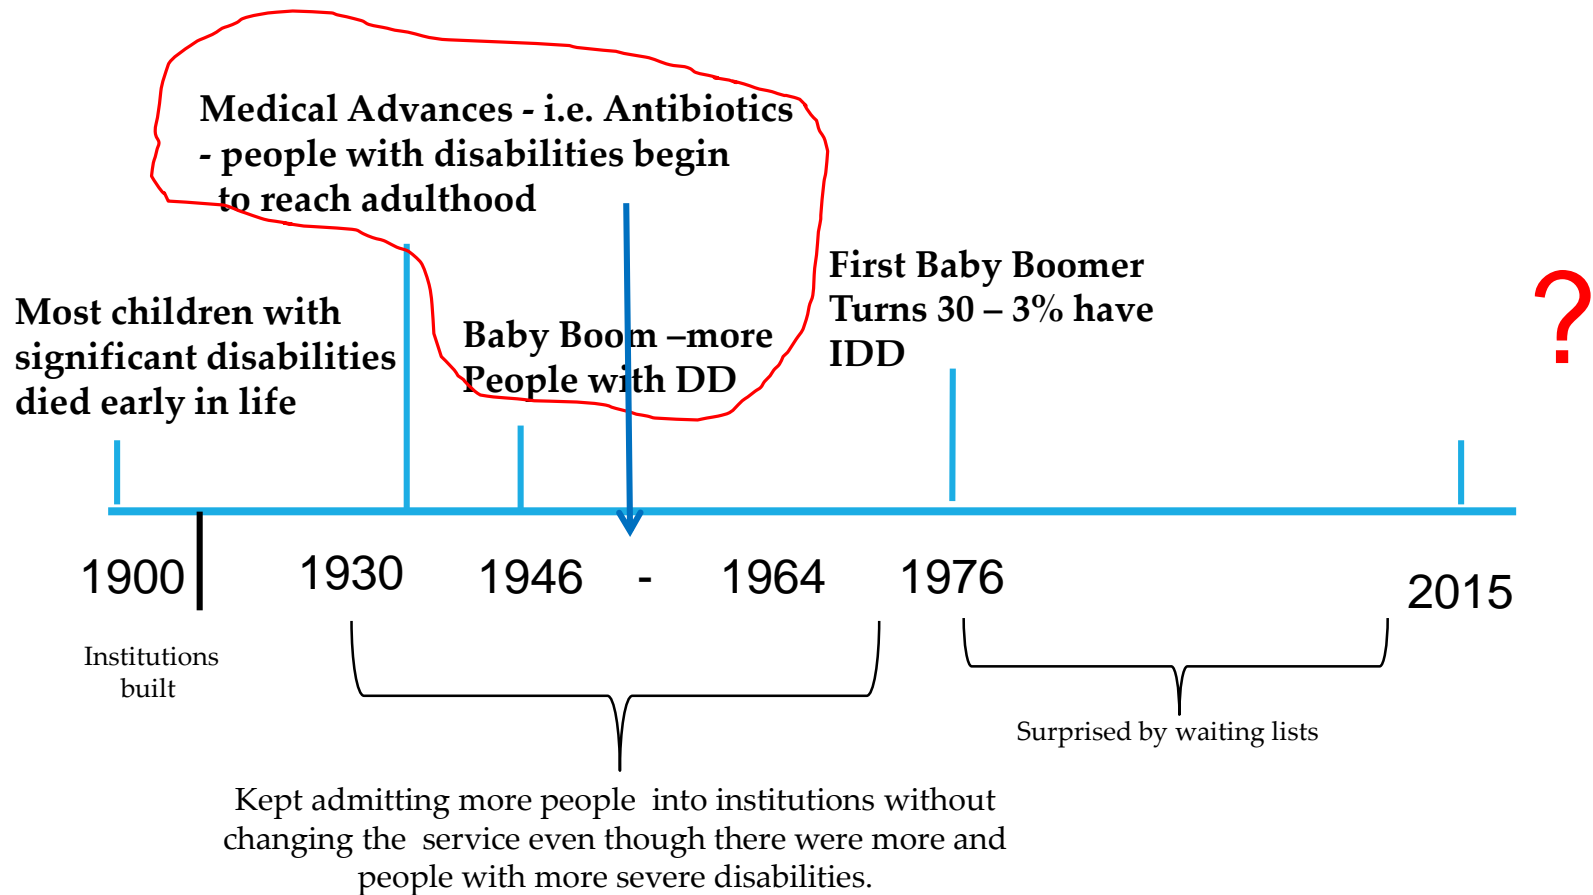 Medical Advances - i.e. Antibiotics
- people with disabilities begin
to reach adulthood
First Baby Boomer
Turns 30 – 3% have
IDD
?
Most children with
significant disabilities
died early in life
Baby Boom –more
People with DD
1900
1930
1946 - 1964
1976
2015
Institutions
built
Surprised by waiting lists
Kept admitting more people into institutions without
changing the service even though there were more and
people with more severe disabilities.